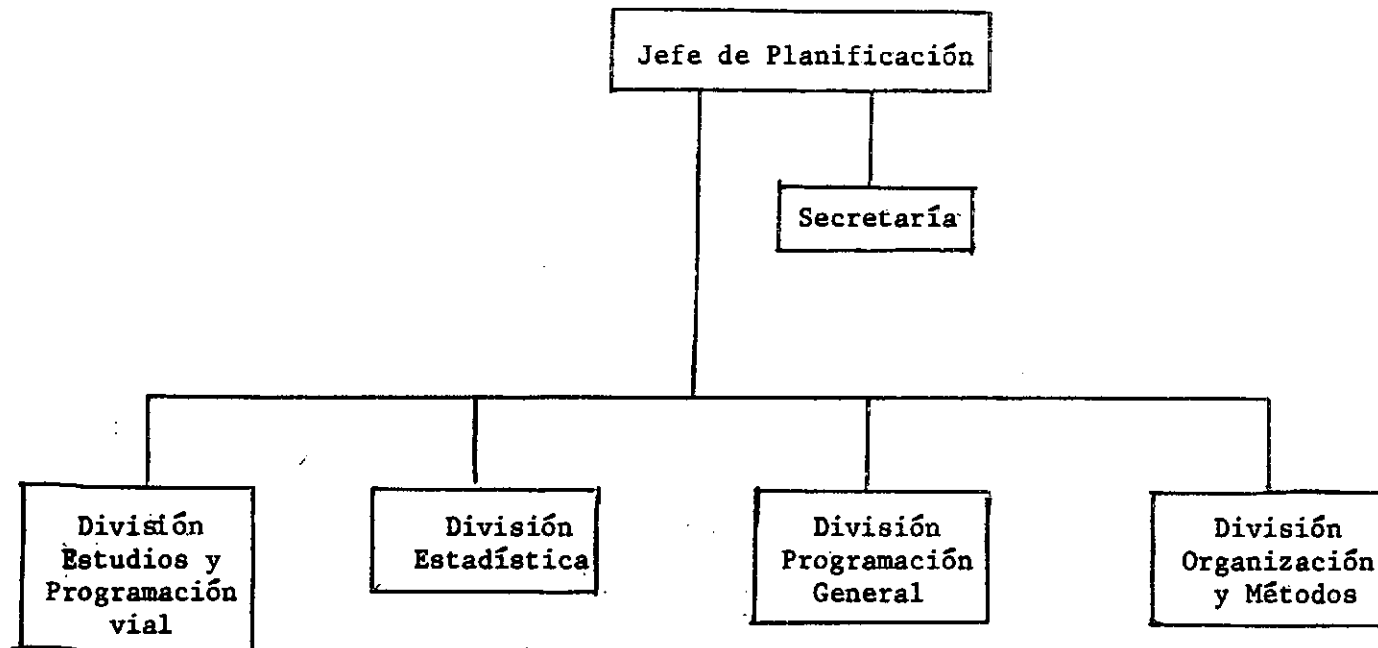 Jefe de Planificación
Secretaría
División
Estudios y
Programación
vial
División
Estadística
División
Programación
General
División
Organización
y Métodos